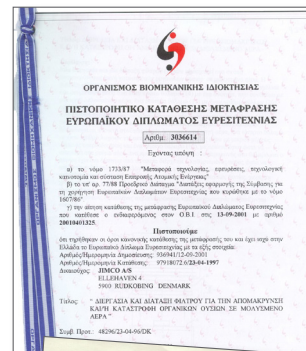 ΟΡΓΑΝΙΣΜΟΣ ΒΙΟΜΗΧΑΝΙΚΗΣ ΙΔΙΟΚΤΗΣΙΑΣ
ΠΙΣΤΟΠΟΙΗΤΙΚΟ ΚΑΤΑΘΕΣΗΣ ΜΕΤΑΦΡΑΣΗΣ
ΕΥΡΩΠΑΪΚΟΥ ΔΙΠΛΩΜΑΤΟΣ ΕΥΡΕΣΙΤΕΧΝΙΑΣ
Αριθμ. 3036614
Έχοντας υπόψη :
α) το νόμο 1733/87 "Μεταφορά τεχνολογίας, εφευρέσεις, τεχνολογική
καινοτομία και σύσταση Επιτροπής Ατομικής Ενέργειας"
β) το υπ' αρ. 77/88 Προεδρικό Διάταγμα "Διατάξεις εφαρμογής της Σύμβασης για
τη χορήγηση Ευρωπαϊκών Διπλωμάτων Ευρεσιτεχνίας που κυρώθηκε με το νόμο
1607/86"
γ) την αίτηση κατάθεσης της μετάφρασης Ευρωπαϊκού Διπλώματος Ευρεσιτεχνίας
που κατέθεσε ο ενδιαφερόμενος στον Ο.Β.Ι. στις 13-09-2001 με αριθμό
20010401325.
Πιστοποιούμε
ότι τηρήθηκαν οι όροι κανονικής κατάθεσης της μετάφρασης του και έχει ισχύ στην
Ελλάδα το Ευρωπαϊκό Δίπλωμα Ευρεσιτεχνίας με τα εξής στοιχεία:
Αριθμός/Ημερομηνία Δημοσίευσης: 936941/12-09-2001
Αριθμός/Ημερομηνία Κατάθεσης: 97918072.6/23-04-1997
Δικαιούχος : JIMCO A/S
ELLEHAVEN 4
5900 RUDKOBING DENMARK
Τίτλος : " ΔΙΕΡΓΑΣΙΑ ΚΑΙ ΔΙΑΤΑΞΗ ΦΙΛΤΡΟΥ ΓΙΑ ΤΗΝ ΑΠΟΜΑΚΡΥΝΣΗ
ΚΑΙ/Ή ΚΑΤΑΣΤΡΟΦΗ ΟΡΓΑΝΙΚΩΝ ΟΥΣΙΩΝ ΣΕ ΜΟΛΥΣΜΕΝΟ
ΑΕΡΑ "
Συμβ. Προτ.: 48296/23-04-96/DK